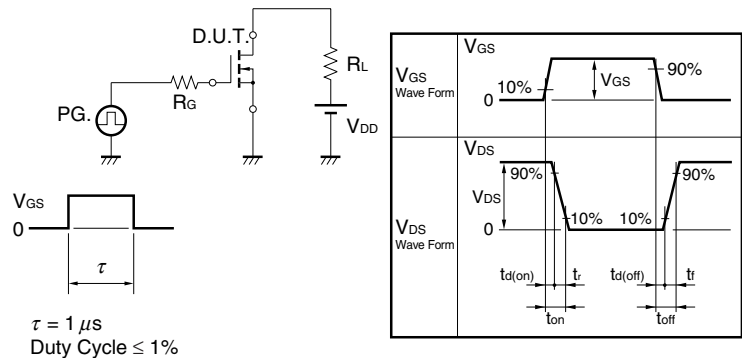 D.U.T.
RL
RG
PG.
VDD
VGS
0
τ
τ = 1 μs
Duty Cycle ≤ 1%
VGS
Wave Form
VGS
10%
VGS
90%
0
VDS
Wave Form
VDS
90%
90%
VDS
10%
10%
0
td(on)
tr
td(off)
tf
ton
toff